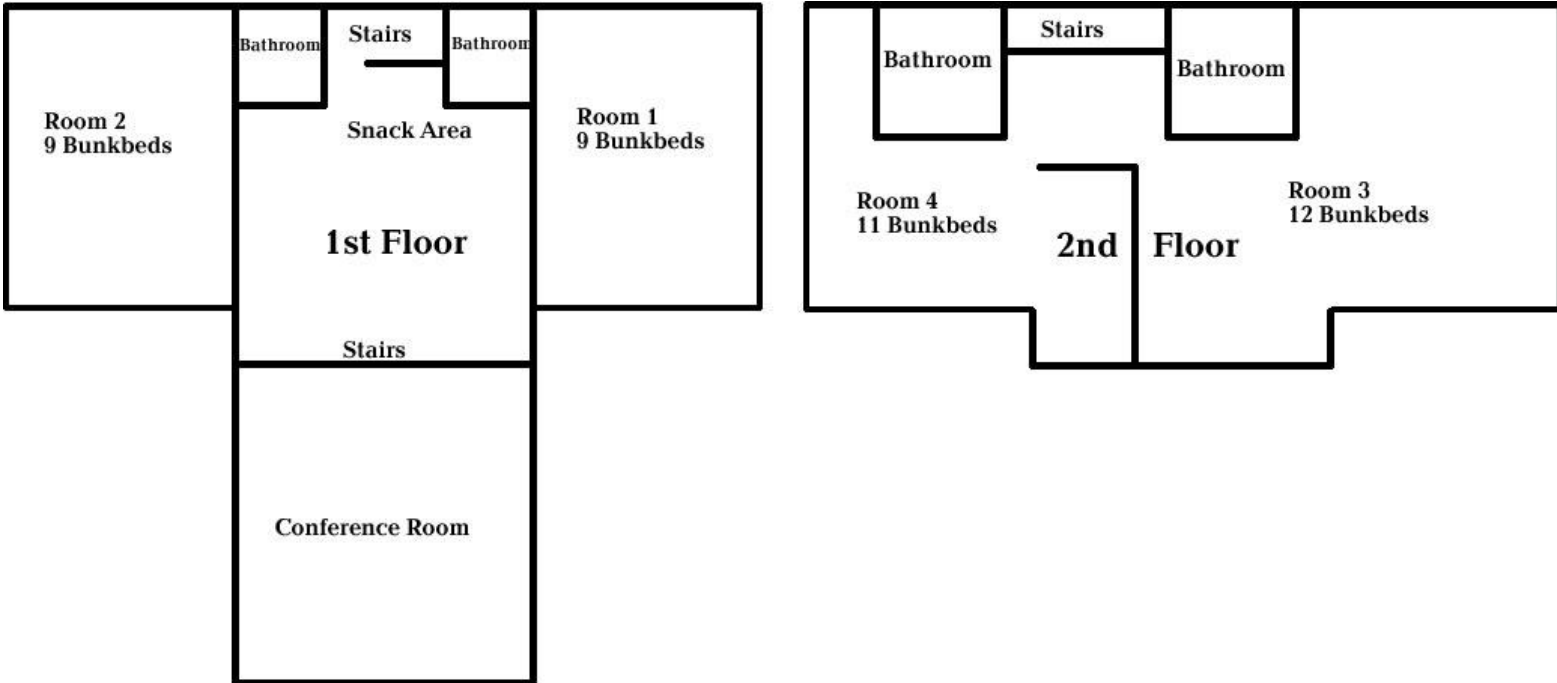 Bathroom
Stairs
Bathroom
Room 2
9 Bunkbeds
Snack Area
Room 1
9 Bunkbeds
1st Floor
Stairs
Conference Room
Stairs
Bathroom
Bathroom
Room 4
11 Bunkbeds
Room 3
12 Bunkbeds
2nd Floor